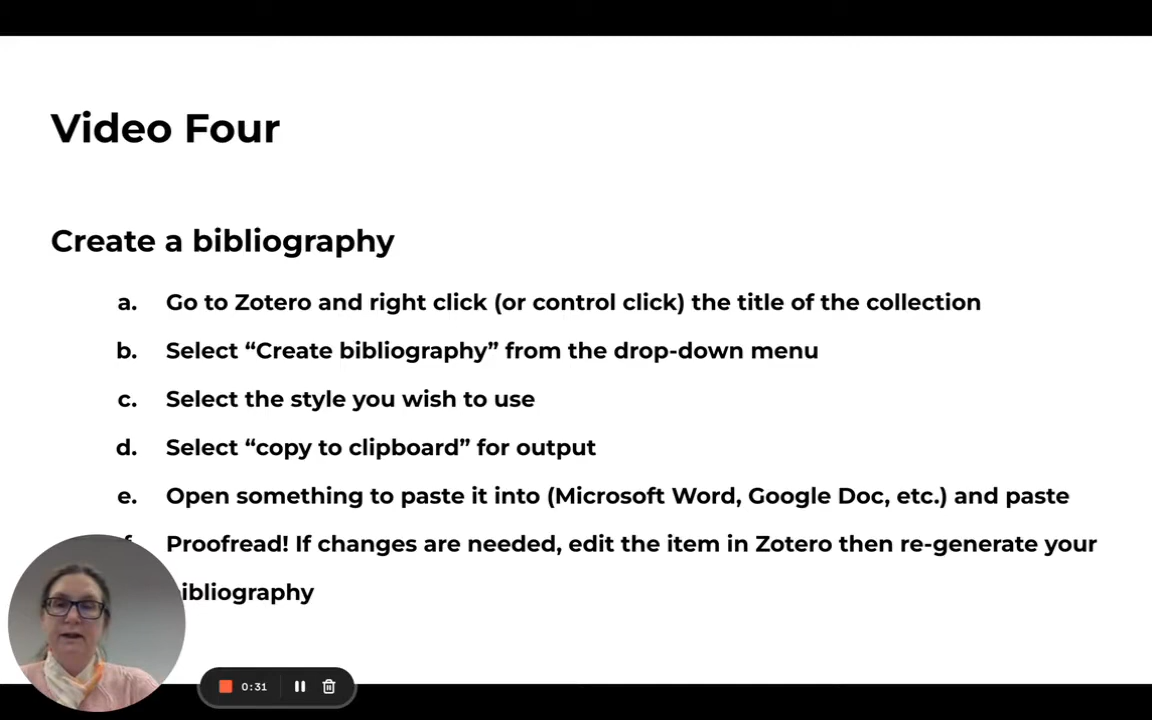 Video Four
Create a bibliography
a. Go to Zotero and right click (or control click) the title of the collection
b. Select “Create bibliography” from the drop-down menu
c. Select the style you wish to use
d. Select “copy to clipboard” for output
e. Open something to paste it into (Microsoft Word, Google Doc, etc.) and paste
f. Proofread! If changes are needed, edit the item in Zotero then re-generate your
ibliography
0:31